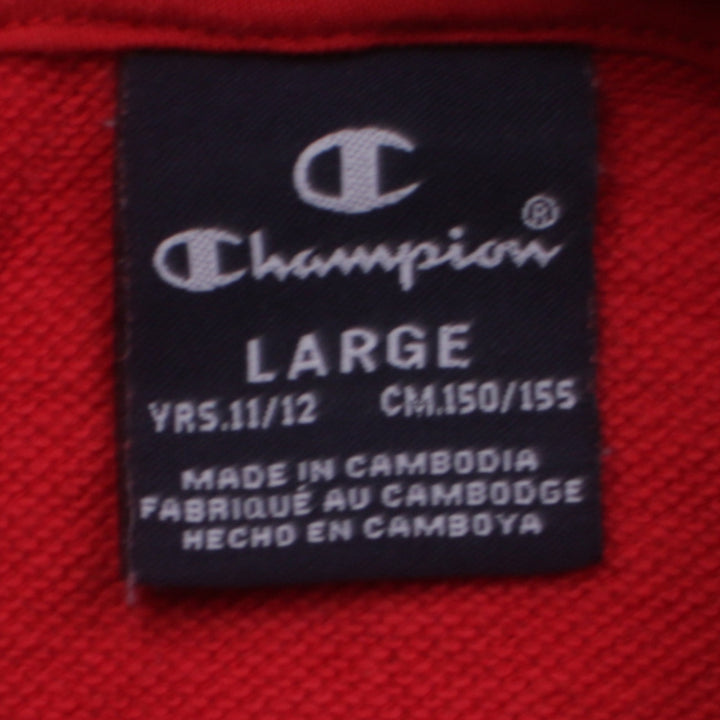 Champion®
LARGE
YRS.11/12 CM.150/155
MADE IN CAMBODIA
FABRIQUÉ AU CAMBODGE
HECHO EN CAMBOYA